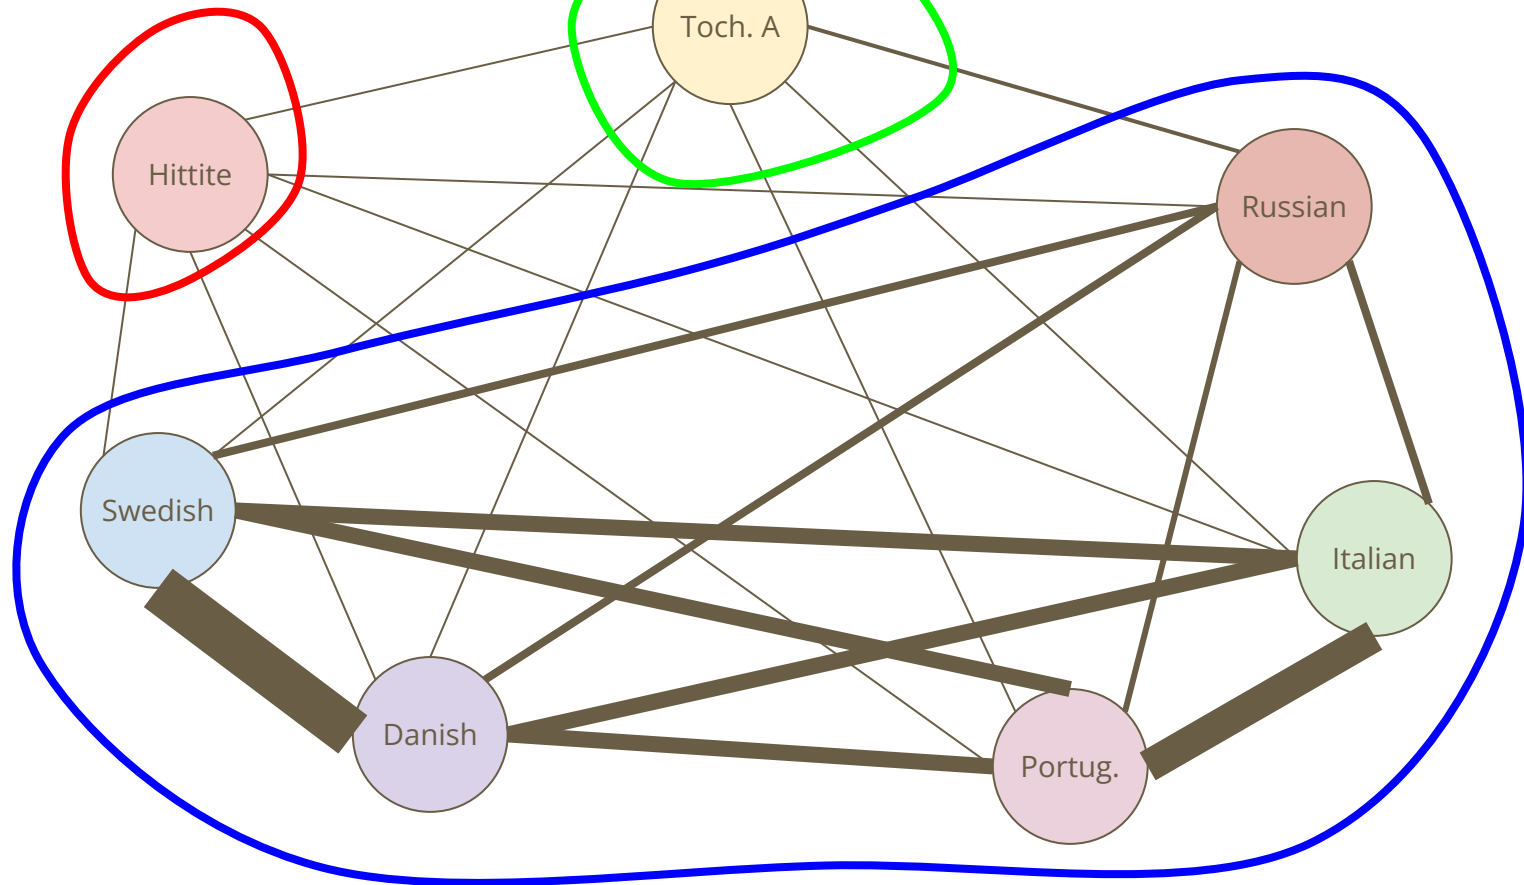 Toch. A
Hittite
Russian
Swedish
Italian
Danish
Portug.